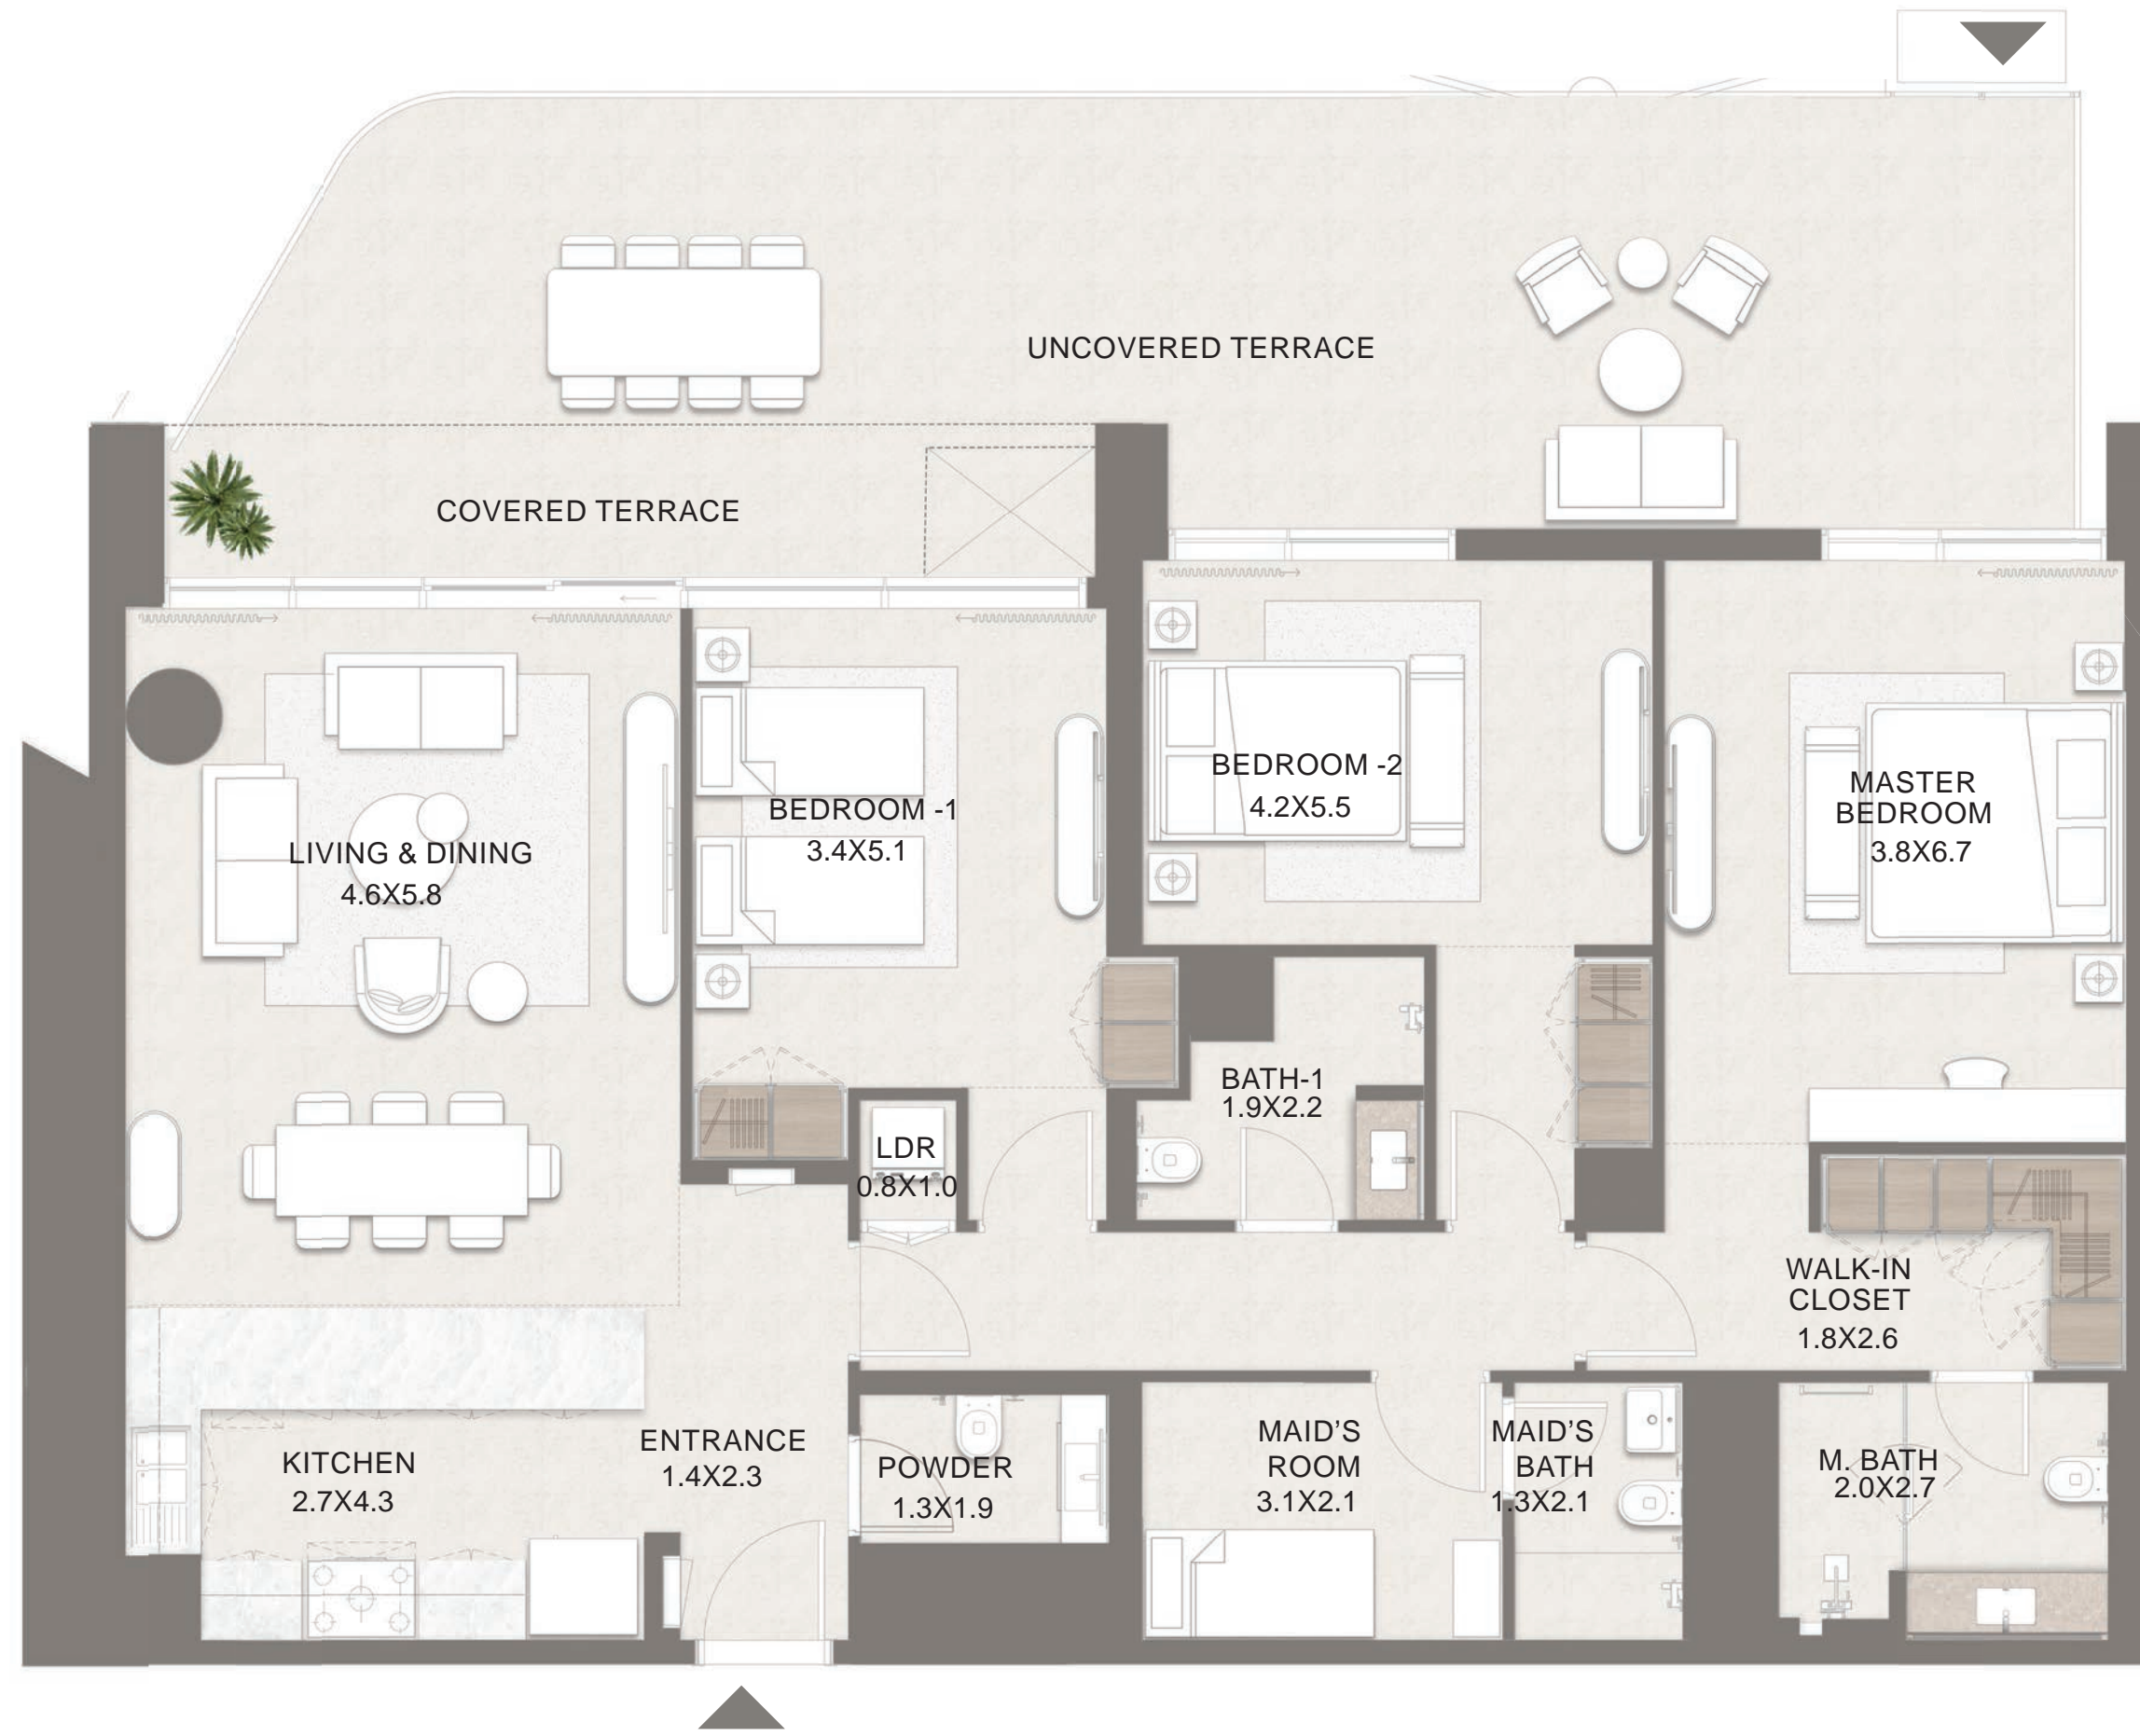 UNCOVERED TERRACE
COVERED TERRACE
LIVING & DINING
4.6X5.8
BEDROOM -1
3.4X5.1
BEDROOM -2
4.2X5.5
MASTER
BEDROOM
3.8X6.7
LDR
0.8X1.0
BATH-1
1.9X2.2
WALK-IN
CLOSET
1.8X2.6
KITCHEN
2.7X4.3
ENTRANCE
1.4X2.3
POWDER
1.3X1.9
MAID’S
ROOM
3.1X2.1
MAID’S
BATH
1.3X2.1
M. BATH
2.0X2.7